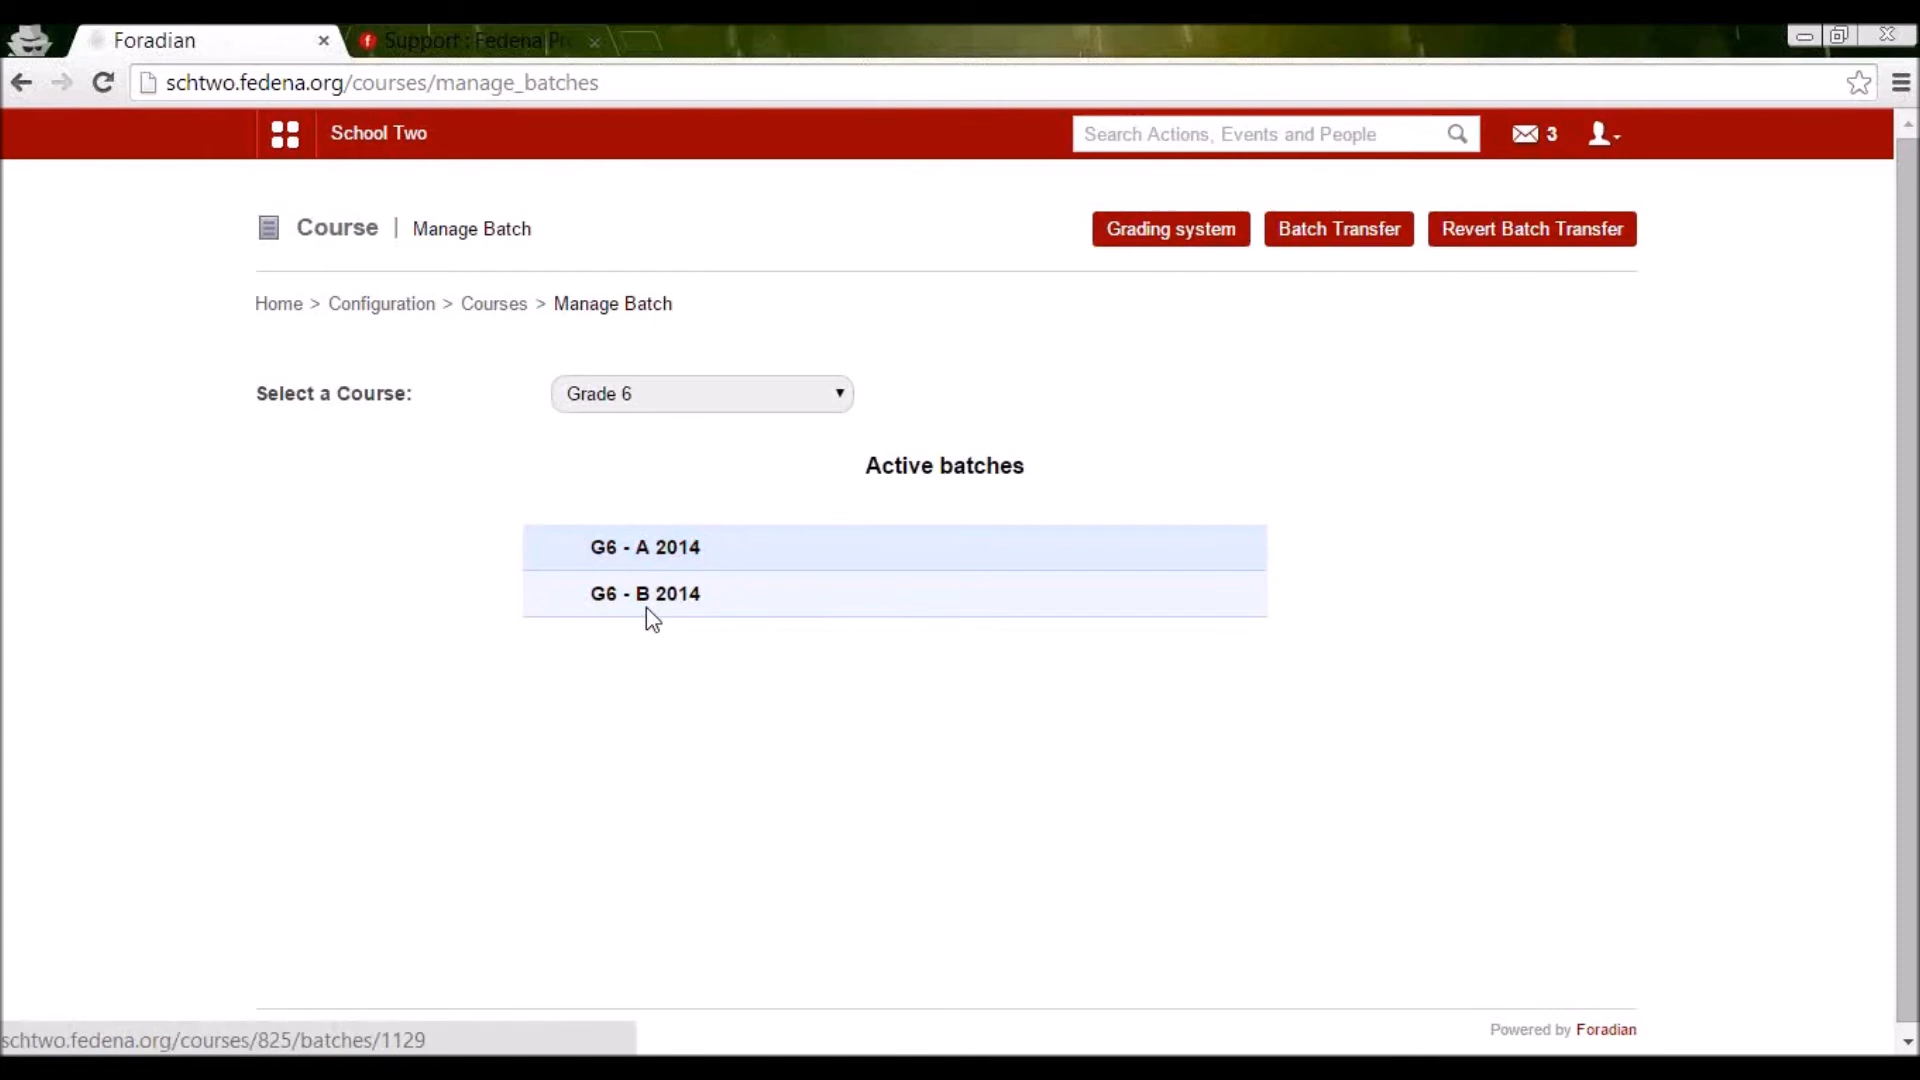 Foradian
Support : Fedena Pr
schtwo.fedena.org/courses/manage_batches
School Two
Search Actions, Events and People
3
Course | Manage Batch
Grading system
Batch Transfer
Revert Batch Transfer
Home > Configuration > Courses > Manage Batch
Select a Course:
Grade 6
Active batches
G6 - A 2014
G6 - B 2014
Powered by Foradian
schtwo.fedena.org/courses/825/batches/1129